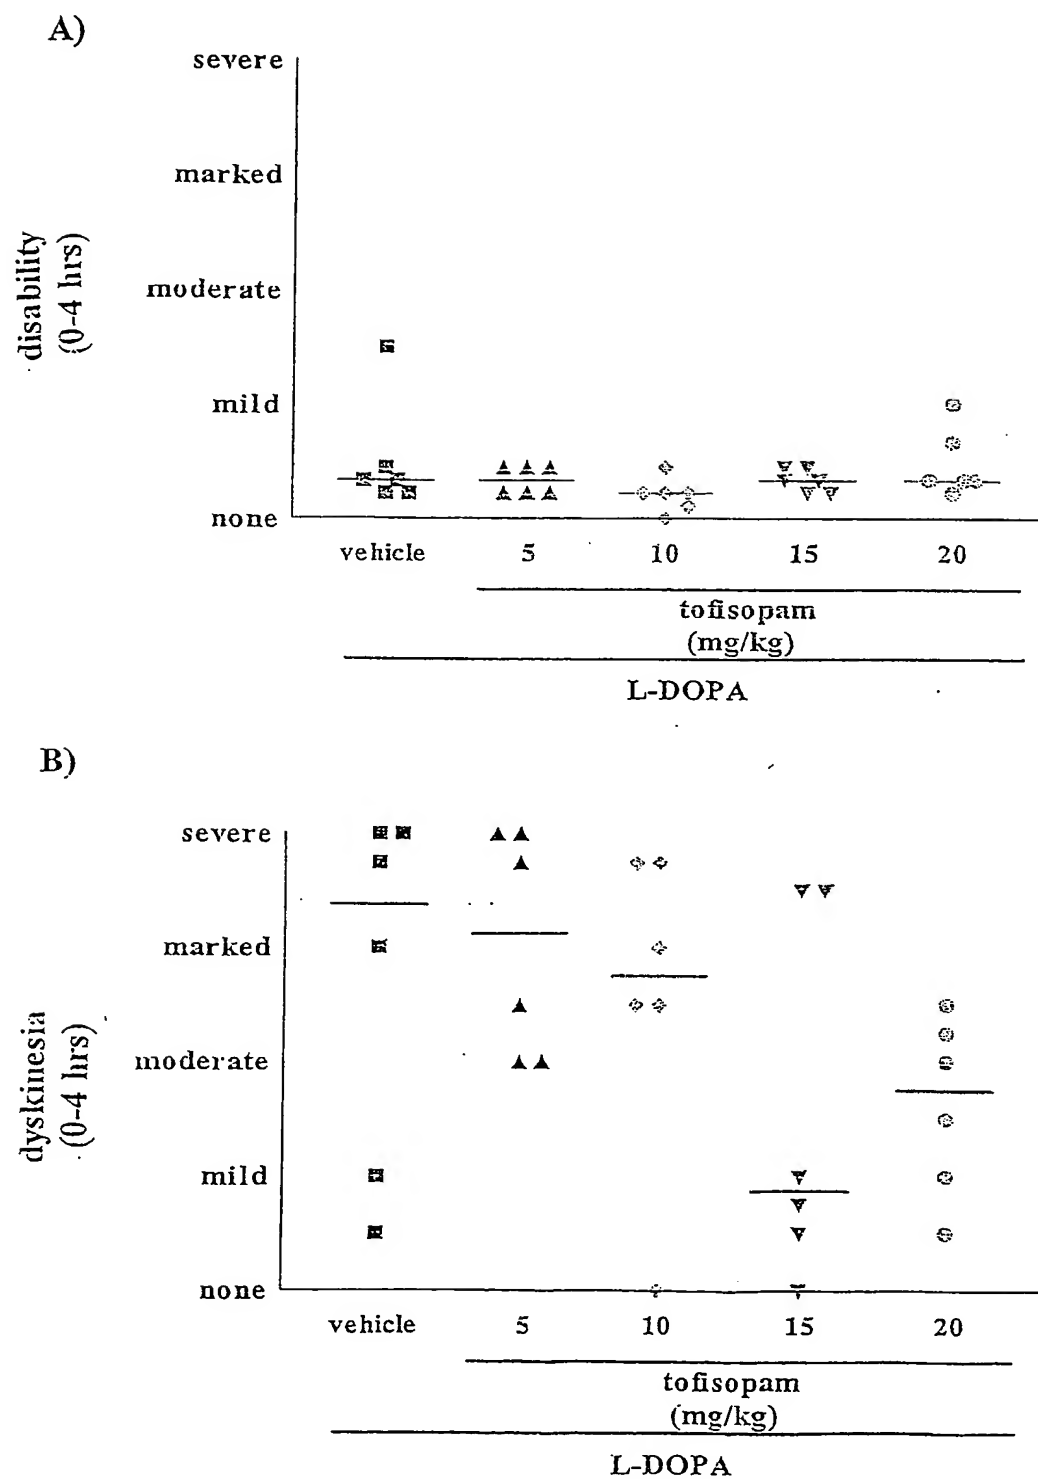 A)
severe
marked
moderate
mild
none
disability
(0-4 hrs)
vehicle 5 10 15 20
tofisopam
(mg/kg)
L-DOPA
B)
severe
marked
moderate
mild
none
dyskinesia
(0-4 hrs)
vehicle 5 10 15 20
tofisopam
(mg/kg)
L-DOPA